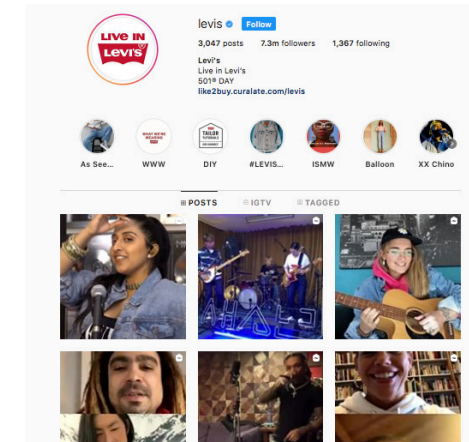 LIVE IN
LEVI'S
levis
Follow
3,047 posts 7.3m followers 1,367 following
Levi's
Live in Levi's
501® DAY
like2buy.curalate.com/levis
WHAT WE'RE
WEARING
TAILOR
As See... WWW DIY #LEVIS... ISMW Balloon XX Chino
POSTS IGTV TAGGED